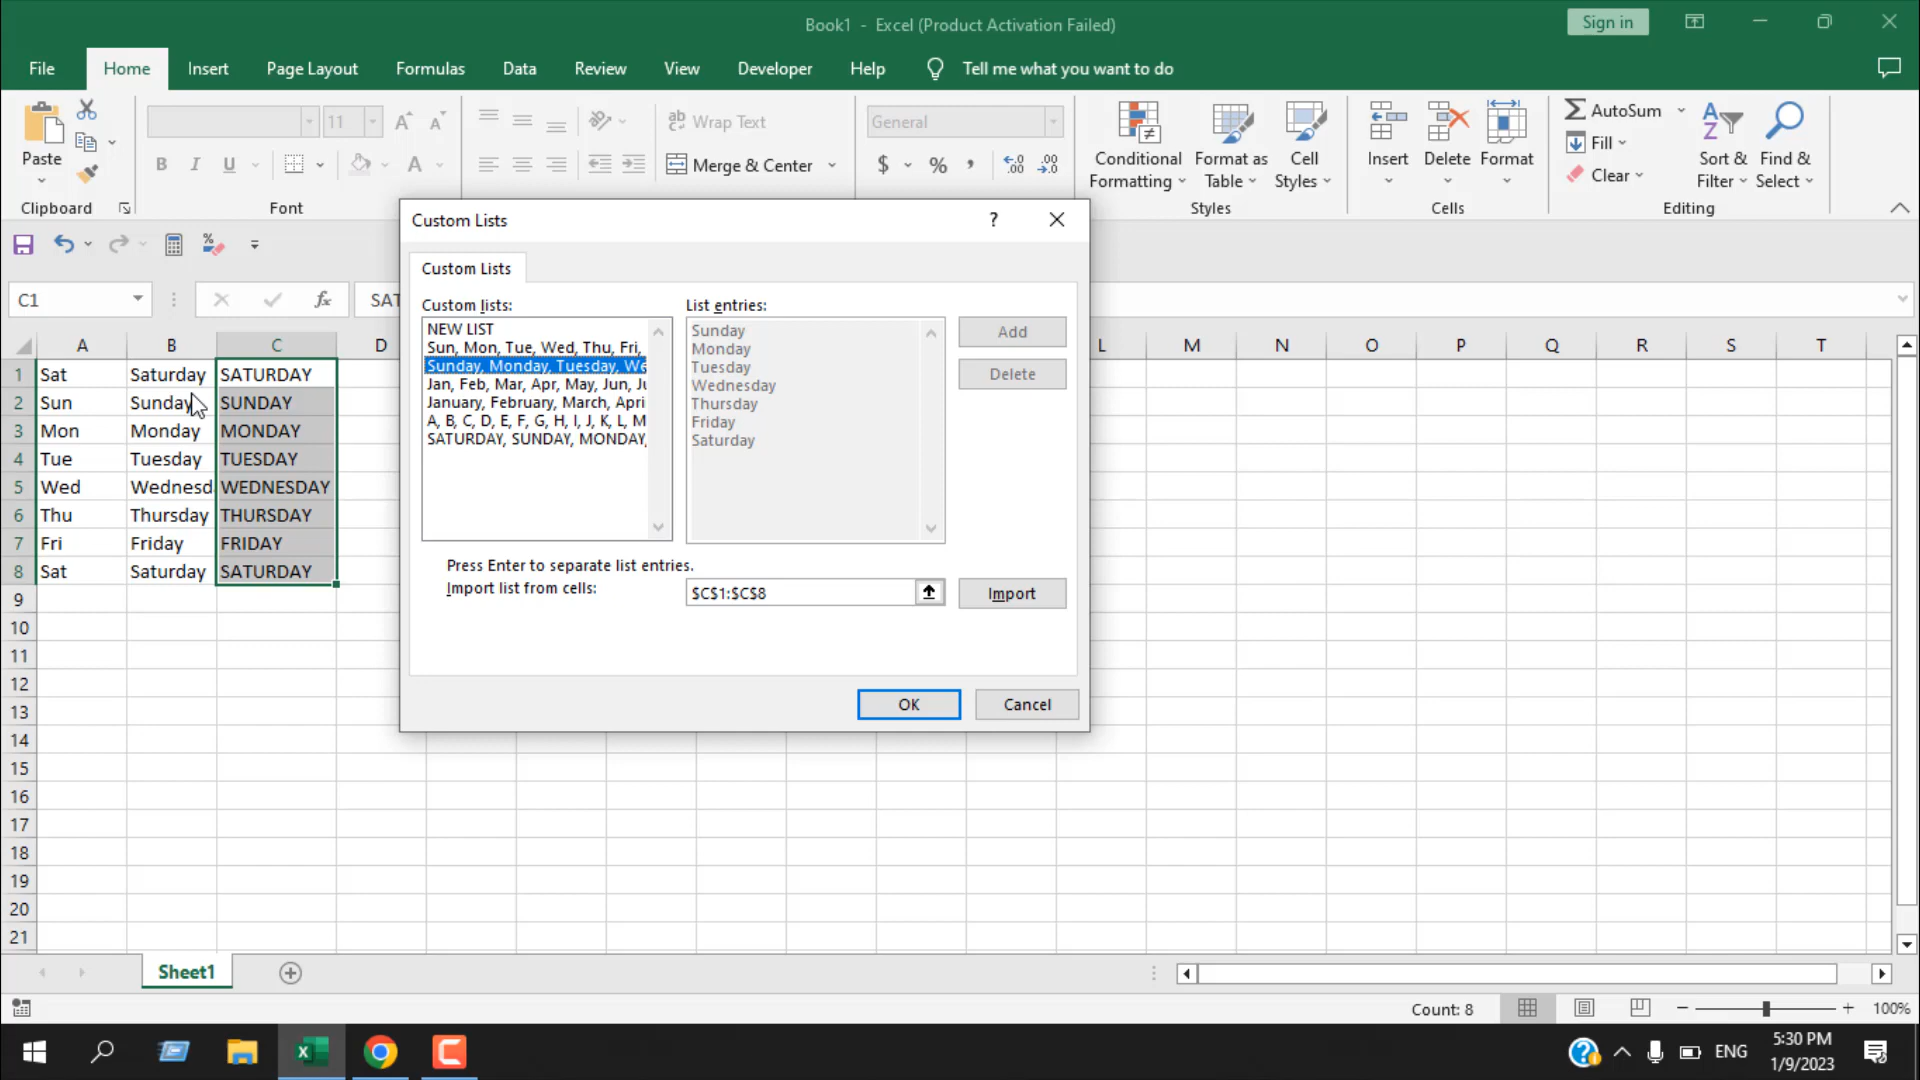 Book1 - Excel (Product Activation Failed)
Sign in
File Home Insert Page Layout Formulas Data Review View Developer Help Tell me what you want to do
Paste
Clipboard
11
B I U
A
Font
ab Wrap Text
Merge & Center
General
$ % ,
Conditional Formatting
Format as Table
Cell Styles
Styles
Insert
Delete
Format
Cells
AutoSum
Fill
Clear
Sort & Filter
Find & Select
Editing
C1
fx
SAT
A B C D L M N O P Q R S T
1 Sat Saturday SATURDAY
2 Sun Sunday SUNDAY
3 Mon Monday MONDAY
4 Tue Tuesday TUESDAY
5 Wed Wednesd WEDNESDAY
6 Thu Thursday THURSDAY
7 Fri Friday FRIDAY
8 Sat Saturday SATURDAY
9
10
11
12
13
14
15
16
17
18
19
20
21
Custom Lists
?
Custom Lists
Custom lists:
NEW LIST
Sun, Mon, Tue, Wed, Thu, Fri,
Sunday, Monday, Tuesday, We
Jan, Feb, Mar, Apr, May, Jun, Ju
January, February, March, Apri
A, B, C, D, E, F, G, H, I, J, K, L, M
SATURDAY, SUNDAY, MONDAY,
List entries:
Sunday
Monday
Tuesday
Wednesday
Thursday
Friday
Saturday
Add
Delete
Press Enter to separate list entries.
Import list from cells:
$C$1:$C$8
Import
OK
Cancel
Sheet1
Count: 8
100%
ENG
5:30 PM
1/9/2023